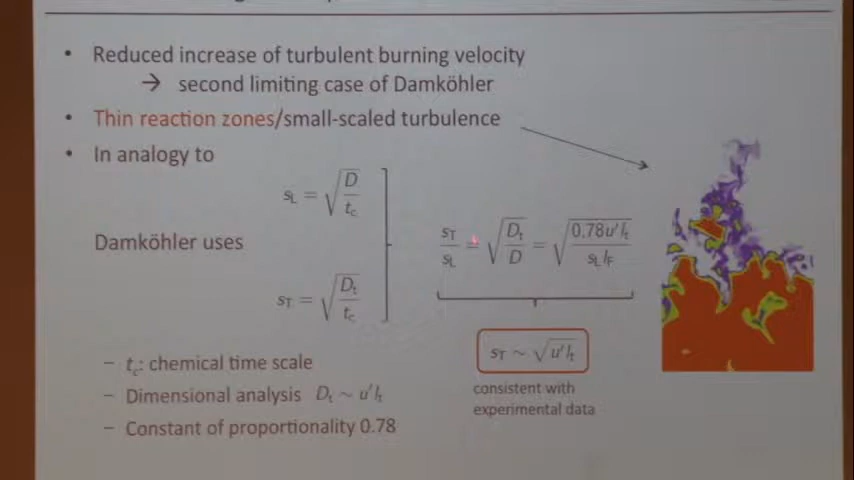 • Reduced increase of turbulent burning velocity
→ second limiting case of Damköhler
• Thin reaction zones/small-scaled turbulence
• In analogy to
s_L = √(D/t_c)
Damköhler uses
s_T/s_L = √(D_t/D) = √(0.78u′l_t/(s_L l_F))
s_T = √(D_t/t_c)
s_T ~ √(u′l_t)
consistent with
experimental data
– t_c: chemical time scale
– Dimensional analysis D_t ~ u′l_t
– Constant of proportionality 0.78